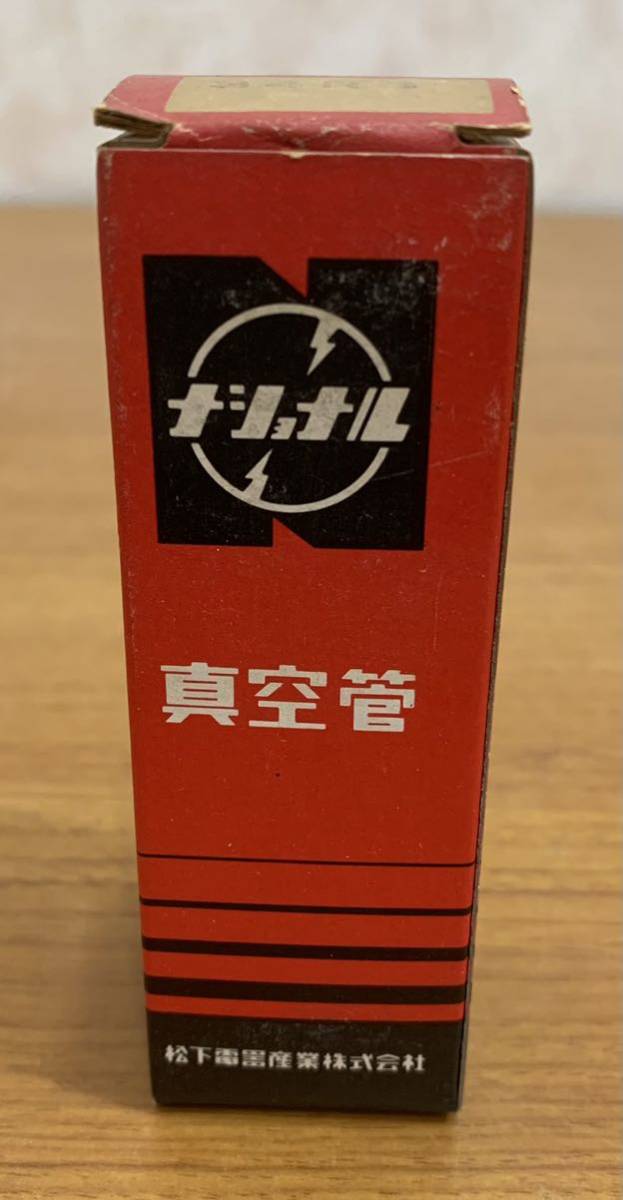 ナショナル
真空管
松下電器産業株式会社